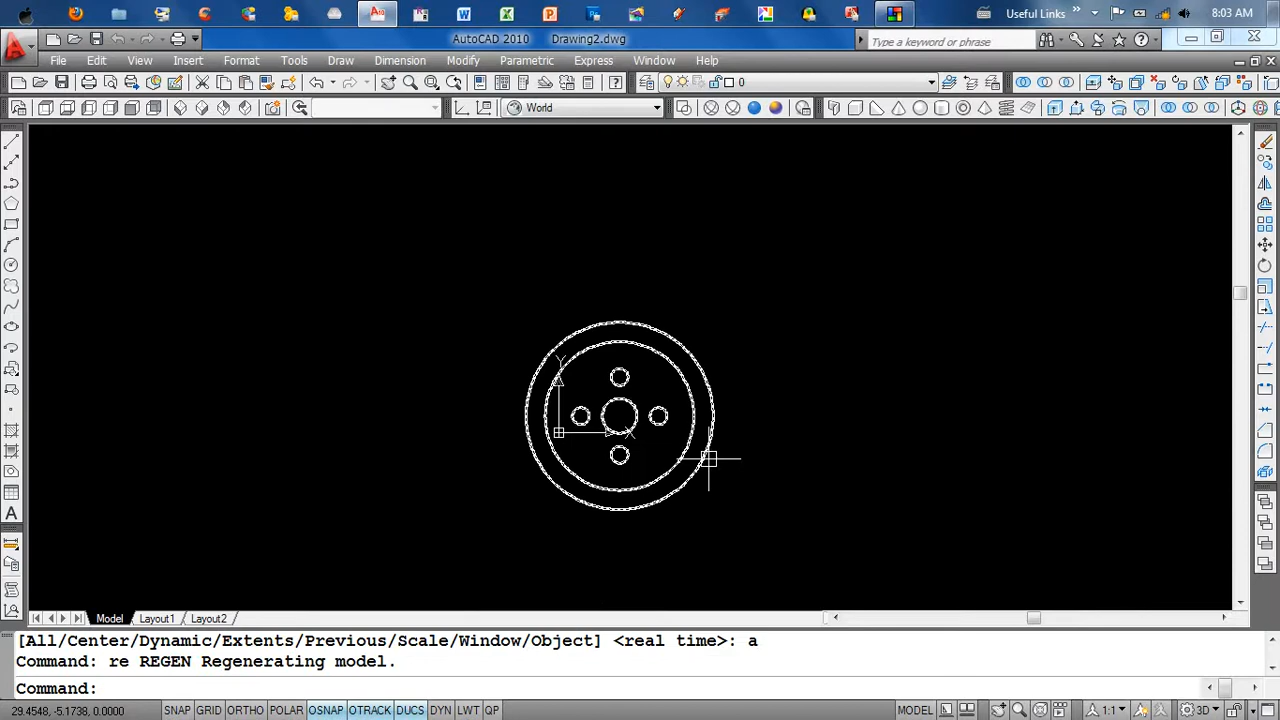 Useful Links
8:03 AM
AutoCAD 2010 Drawing2.dwg
Type a keyword or phrase
File Edit View Insert Format Tools Draw Dimension Modify Parametric Express Window Help
0
World
Y
X
Model Layout1 Layout2
[All/Center/Dynamic/Extents/Previous/Scale/Window/Object] <real time>: a
Command: re REGEN Regenerating model.
Command:
29.4548, -5.1738, 0.0000 SNAP GRID ORTHO POLAR OSNAP OTRACK DUCS DYN LWT QP MODEL 1:1 3D